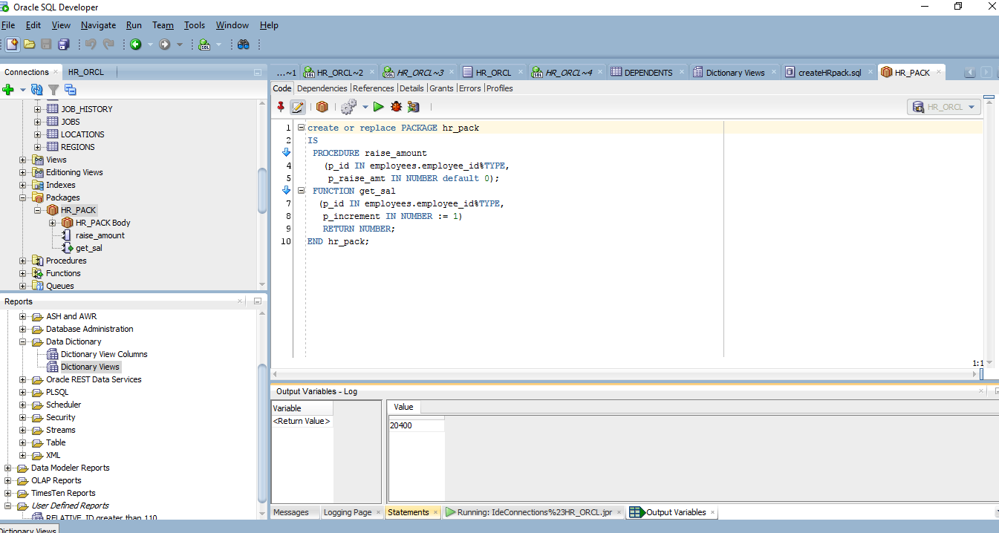 Oracle SQL Developer
File Edit View Navigate Run Team Tools Window Help
Connections
HR_ORCL
JOB_HISTORY
JOBS
LOCATIONS
REGIONS
Views
Editioning Views
Indexes
Packages
HR_PACK
HR_PACK Body
raise_amount
get_sal
Procedures
Functions
Queues
Reports
ASH and AWR
Database Administration
Data Dictionary
Dictionary View Columns
Dictionary Views
Oracle REST Data Services
PLSQL
Scheduler
Security
Streams
Table
XML
Data Modeler Reports
OLAP Reports
TimesTen Reports
User Defined Reports
RELATIVE_ID greater than 110
Dictionary Views
...~1 HR_ORCL~2 HR_ORCL~3 HR_ORCL HR_ORCL~4 DEPENDENTS Dictionary Views createHRpack.sql HR_PACK
Code Dependencies References Details Grants Errors Profiles
HR_ORCL
1 create or replace PACKAGE hr_pack
2 IS
PROCEDURE raise_amount
4 (p_id IN employees.employee_id%TYPE,
5 p_raise_amt IN NUMBER default 0);
FUNCTION get_sal
7 (p_id IN employees.employee_id%TYPE,
8 p_increment IN NUMBER := 1)
9 RETURN NUMBER;
10 END hr_pack;
1:1
Output Variables - Log
Variable
<Return Value>
Value
20400
Messages Logging Page Statements Running: IdeConnections%23HR_ORCL.jpr Output Variables